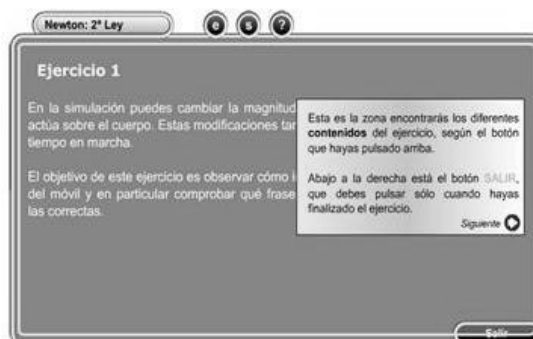 Newton: 2ª Ley
e s ?
Ejercicio 1
En la simulación puedes cambiar la magnitud
actúa sobre el cuerpo. Estas modificaciones tar
tiempo en marcha.
El objetivo de este ejercicio es observar cómo i
del móvil y en particular comprobar qué frase
las correctas.
Esta es la zona encontrarás los diferentes
contenidos del ejercicio, según el botón
que hayas pulsado arriba.
Abajo a la derecha está el botón SALIR,
que debes pulsar sólo cuando hayas
finalizado el ejercicio.
Siguiente
Salir